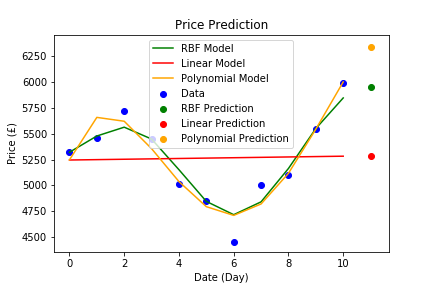 Price Prediction
RBF Model
Linear Model
Polynomial Model
Data
RBF Prediction
Linear Prediction
Polynomial Prediction
Price (£)
6250
6000
5750
5500
5250
5000
4750
4500
0 2 4 6 8 10
Date (Day)